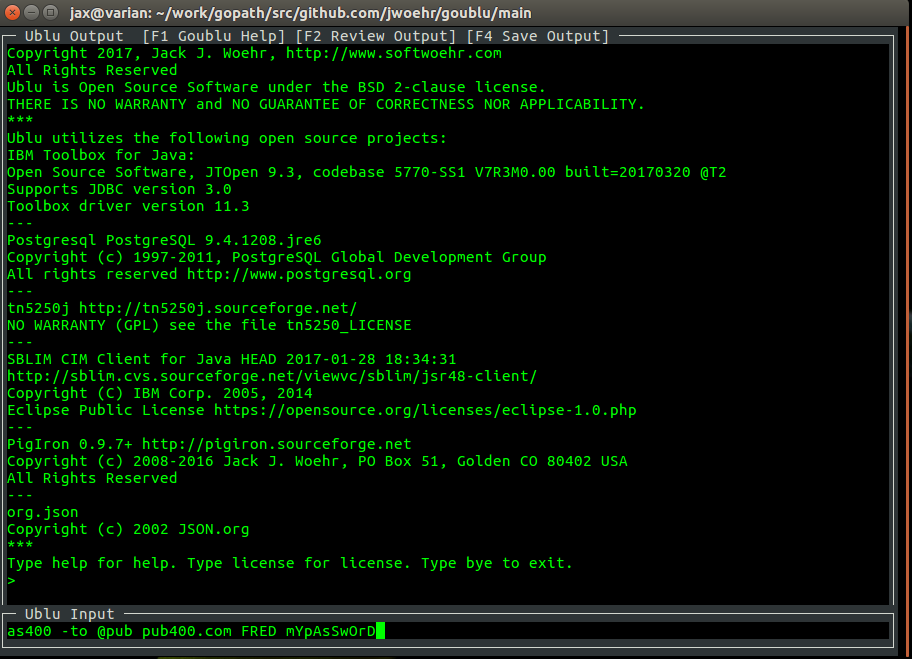 jax@varian: ~/work/gopath/src/github.com/jwoehr/goublu/main
Ublu Output [F1 Goublu Help] [F2 Review Output] [F4 Save Output]
Copyright 2017, Jack J. Woehr, http://www.softwoehr.com
All Rights Reserved
Ublu is Open Source Software under the BSD 2-clause license.
THERE IS NO WARRANTY and NO GUARANTEE OF CORRECTNESS NOR APPLICABILITY.
***
Ublu utilizes the following open source projects:
IBM Toolbox for Java:
Open Source Software, JTOpen 9.3, codebase 5770-SS1 V7R3M0.00 built=20170320 @T2
Supports JDBC version 3.0
Toolbox driver version 11.3
---
Postgresql PostgreSQL 9.4.1208.jre6
Copyright (c) 1997-2011, PostgreSQL Global Development Group
All rights reserved http://www.postgresql.org
---
tn5250j http://tn5250j.sourceforge.net/
NO WARRANTY (GPL) see the file tn5250_LICENSE
---
SBLIM CIM Client for Java HEAD 2017-01-28 18:34:31
http://sblim.cvs.sourceforge.net/viewvc/sblim/jsr48-client/
Copyright (C) IBM Corp. 2005, 2014
Eclipse Public License https://opensource.org/licenses/eclipse-1.0.php
---
PigIron 0.9.7+ http://pigiron.sourceforge.net
Copyright (c) 2008-2016 Jack J. Woehr, PO Box 51, Golden CO 80402 USA
All Rights Reserved
---
org.json
Copyright (c) 2002 JSON.org
***
Type help for help. Type license for license. Type bye to exit.
>
Ublu Input
as400 -to @pub pub400.com FRED mYpAsSwOrD